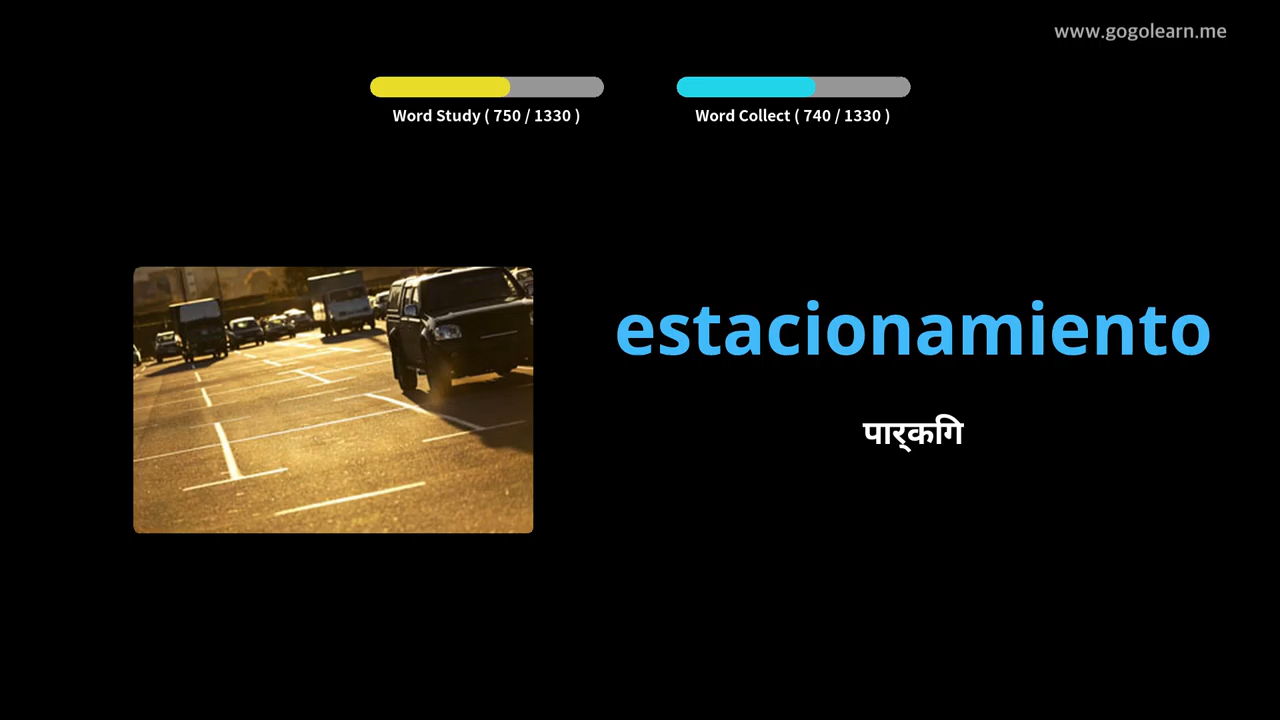 www.gogolearn.me
Word Study ( 750 / 1330 )
Word Collect ( 740 / 1330 )
estacionamiento
पार्कगि